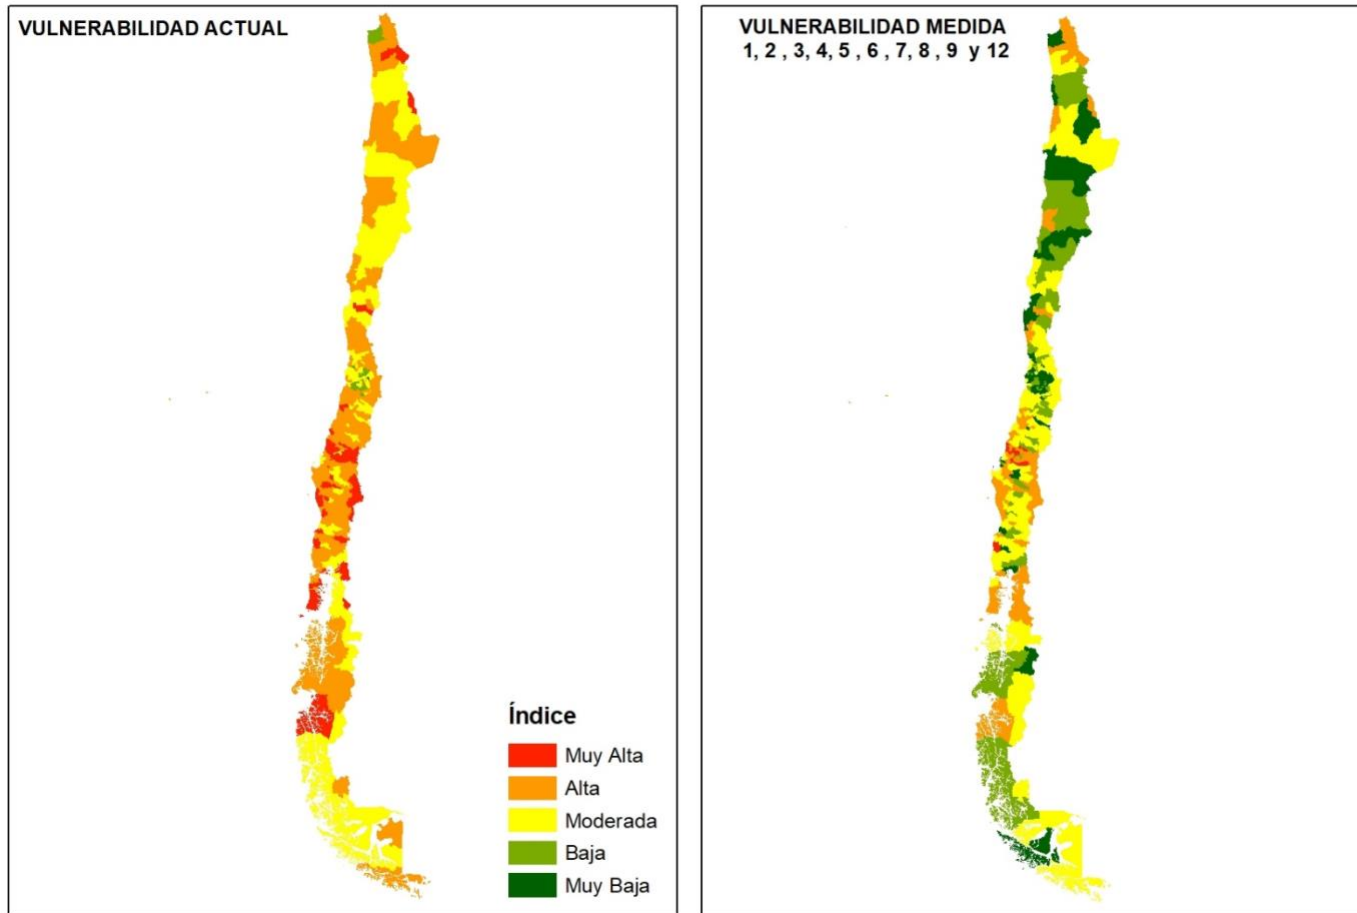 VULNERABILIDAD ACTUAL
VULNERABILIDAD MEDIDA
1, 2 , 3, 4, 5 , 6 , 7, 8 , 9 y 12
Índice
Muy Alta
Alta
Moderada
Baja
Muy Baja